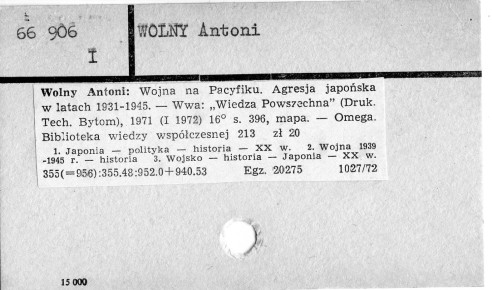 66 906
I
WOLNY Antoni
Wolny Antoni: Wojna na Pacyfiku. Agresja japońska
w latach 1931-1945. — Wwa: „Wiedza Powszechna” (Druk.
Tech. Bytom), 1971 (I 1972) 16° s. 396, mapa. — Omega.
Biblioteka wiedzy współczesnej 213 zł 20
1. Japonia — polityka — historia — XX w. 2. Wojna 1939
-1945 r. — historia 3. Wojsko — historia — Japonia — XX w.
355(=956):355.48:952.0+940.53 Egz. 20275 1027/72
15 000